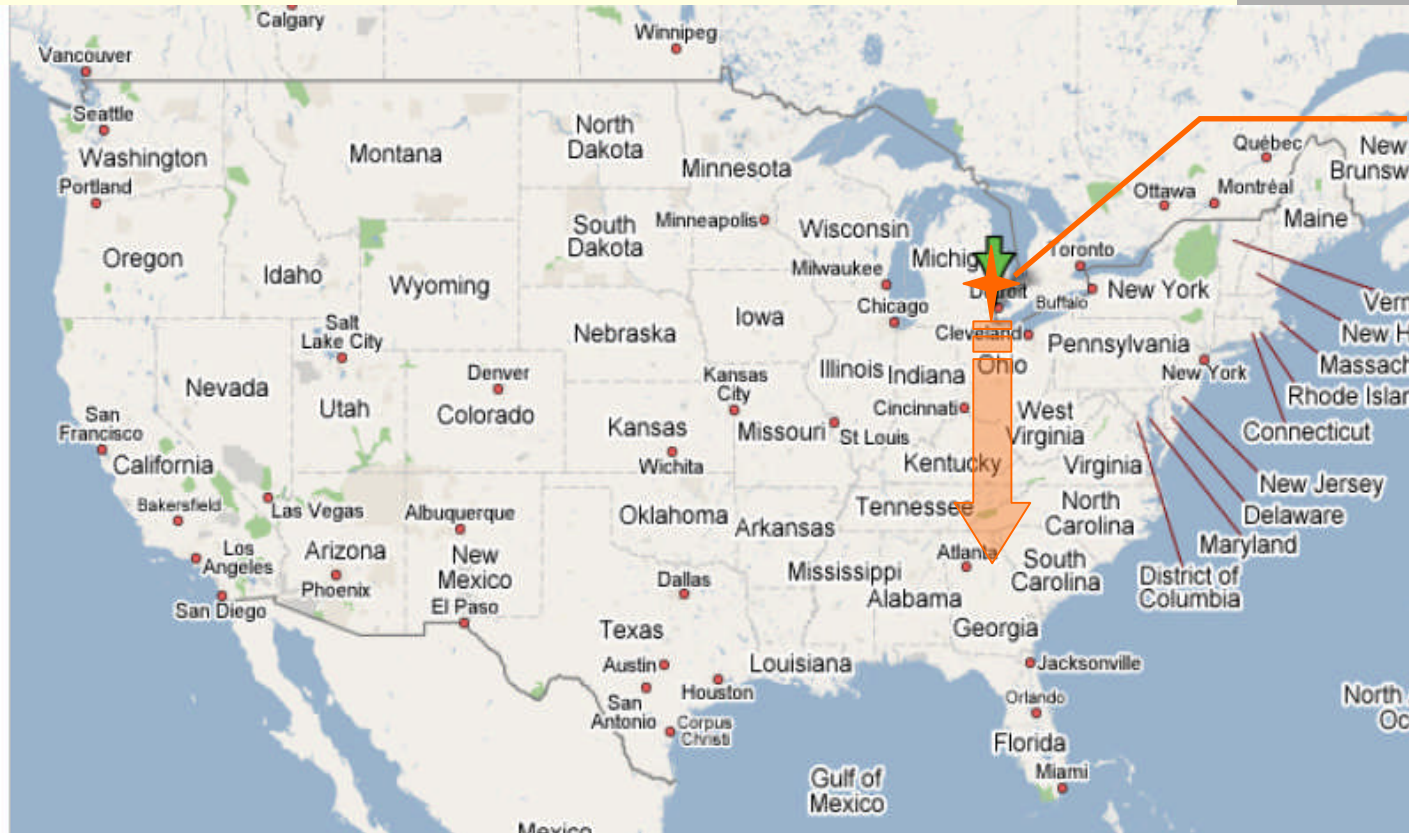 Calgary
Winnipeg
Vancouver
Seattle
Washington
Portland
Montana
North
Dakota
Minnesota
Québec
New
Brunsw
Ottawa
Montréal
Maine
Oregon
Idaho
Wyoming
South
Dakota
Minneapolis
Wisconsin
Milwaukee
Michig
Toronto
Detroit
Buffalo
New York
Verm
Chicago
Iowa
Nebraska
Cleveland
Pennsylvania
New H
Massach
Salt
Lake City
Nevada
Utah
Denver
Colorado
Kansas
City
Illinois
Indiana
Ohio
New York
Rhode Islan
San
Francisco
California
Kansas
Wichita
Missouri
St Louis
Cincinnati
West
Virginia
Connecticut
Kentucky
Virginia
New Jersey
Bakersfield
Las Vegas
Albuquerque
Oklahoma
Arkansas
Tennessee
North
Carolina
Delaware
Maryland
Los
Angeles
Arizona
Phoenix
New
Mexico
Dallas
Mississippi
Atlanta
South
Carolina
District of
Columbia
San Diego
El Paso
Alabama
Texas
Georgia
Austin
Louisiana
Jacksonville
San
Antonio
Houston
Corpus
Christi
Orlando
North
Oc
Florida
Gulf of
Mexico
Miami
Mexico